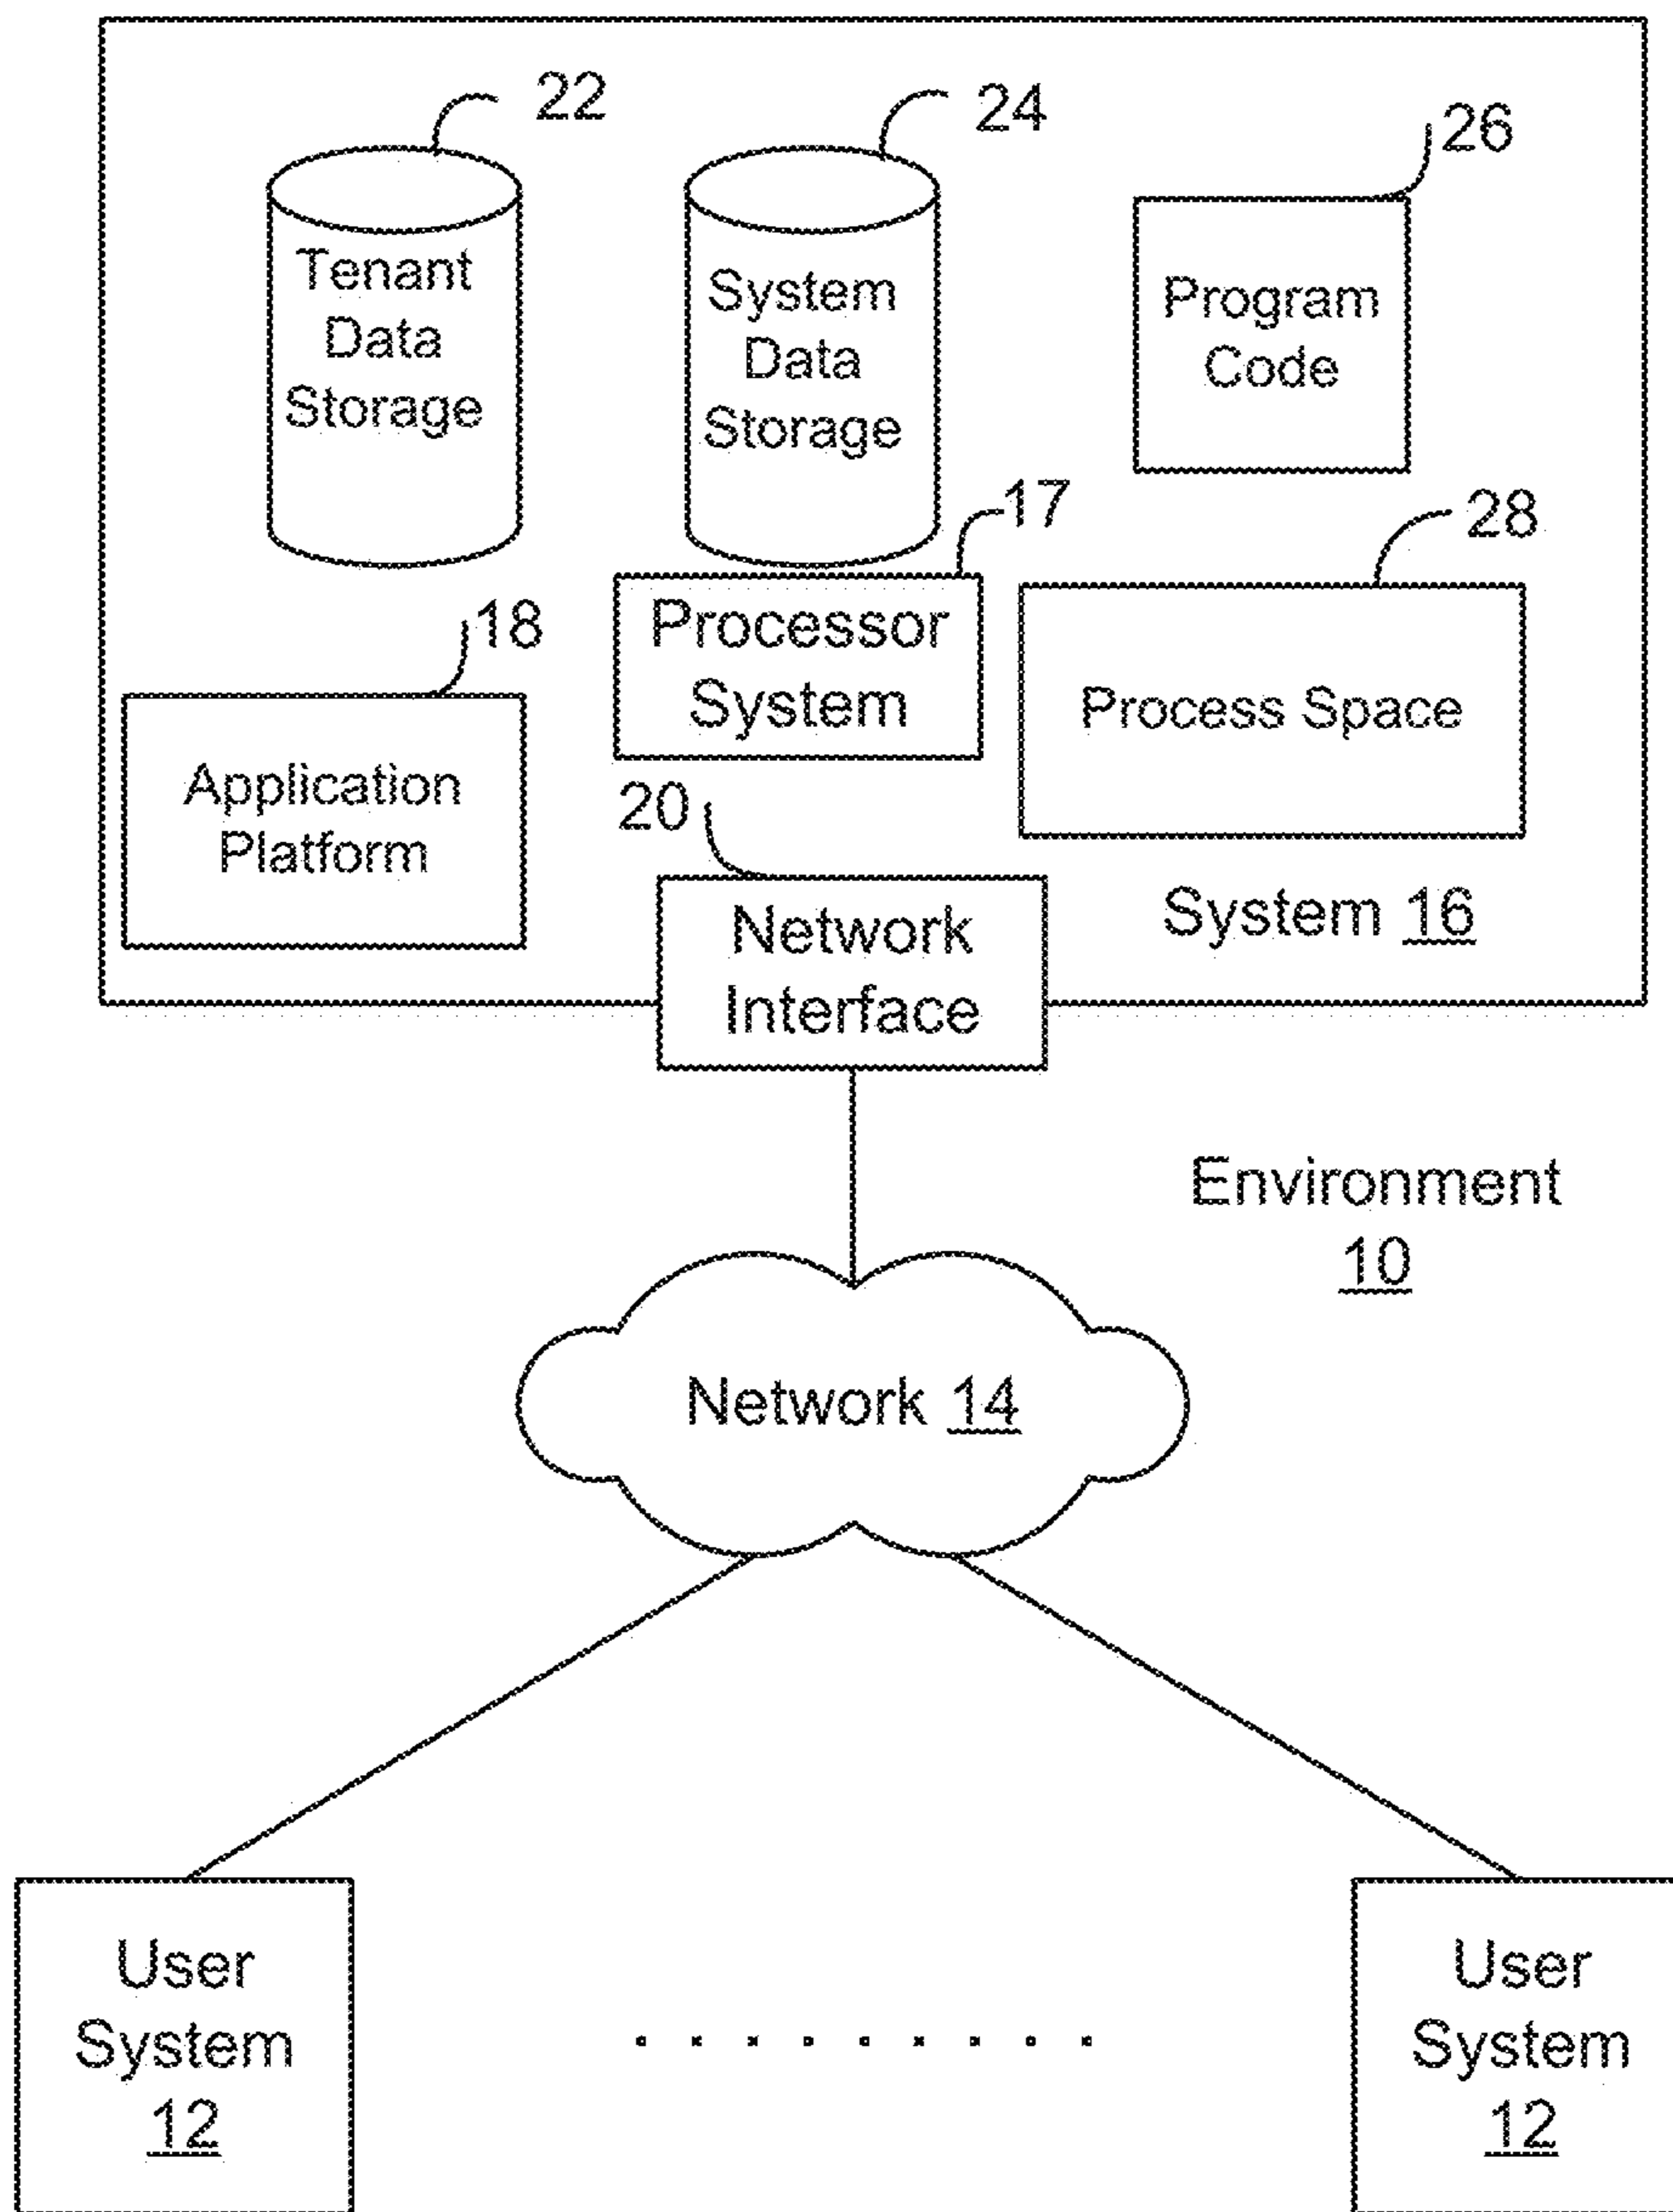 22
24
26
Tenant
Data
Storage
System
Data
Storage
Program
Code
17
28
18
Processor
System
Process Space
Application
Platform
20
Network
Interface
System 16
Environment
10
Network 14
User
System
12
User
System
12